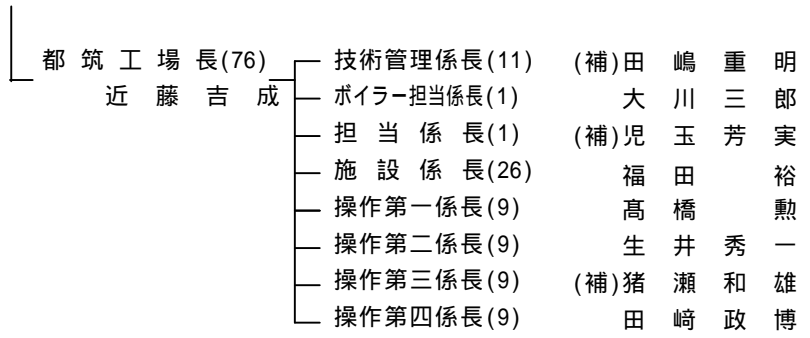 都筑工場長(76) 技術管理係長(11) (補)田嶋重明
近藤吉成 ボイラー担当係長(1) 大川三郎
担当係長(1) (補)児玉芳実
施設係長(26) 福田裕
操作第一係長(9) 髙橋勲
操作第二係長(9) 生井秀一
操作第三係長(9) (補)猪瀬和雄
操作第四係長(9) 田﨑政博